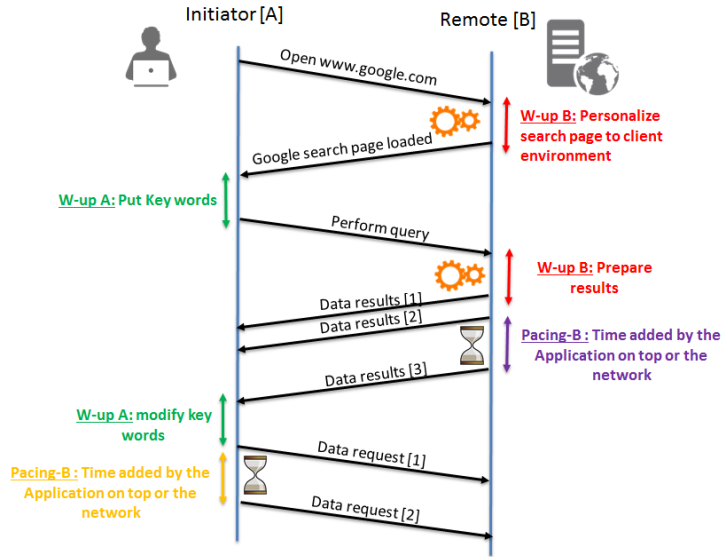 Initiator [A]
Remote [B]
Open www.google.com
W-up B: Personalize
search page to client
environment
Google search page loaded
W-up A: Put Key words
Perform query
W-up B: Prepare
results
Data results [1]
Data results [2]
Pacing-B : Time added by the
Application on top or the
network
Data results [3]
W-up A: modify key
words
Data request [1]
Pacing-B : Time added by the
Application on top or the
network
Data request [2]